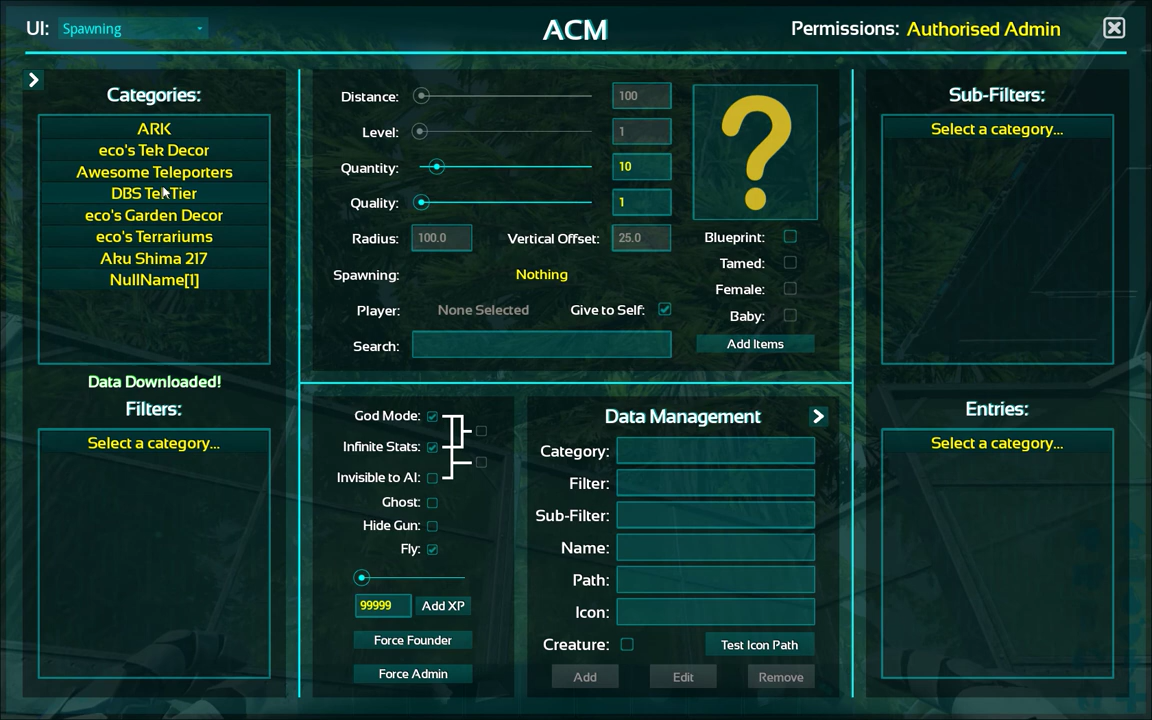 UI: Spawning
ACM
Permissions: Authorised Admin
Categories:
ARK
eco's Tek Decor
Awesome Teleporters
DBS TekTier
eco's Garden Decor
eco's Terrariums
Aku Shima 217
NullName[1]
Data Downloaded!
Filters:
Select a category...
Distance: 100
Level: 1
Quantity: 10
Quality: 1
Radius: 100.0 Vertical Offset: 25.0
Spawning: Nothing
Player: None Selected Give to Self:
Search:
Blueprint:
Tamed:
Female:
Baby:
Add Items
God Mode:
Infinite Stats:
Invisible to AI:
Ghost:
Hide Gun:
Fly:
99999 Add XP
Force Founder
Force Admin
Data Management
Category:
Filter:
Sub-Filter:
Name:
Path:
Icon:
Creature: Test Icon Path
Add Edit Remove
Sub-Filters:
Select a category...
Entries:
Select a category...